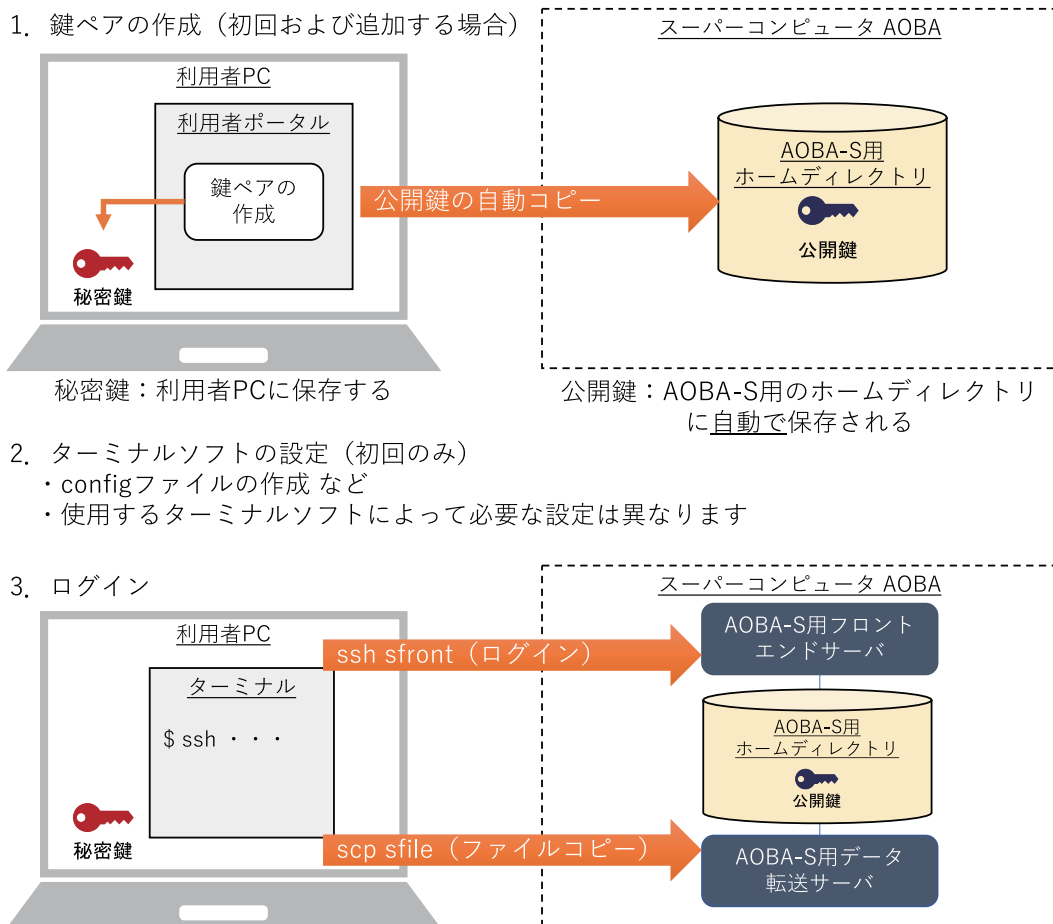 1. 鍵ペアの作成（初回および追加する場合）
スーパーコンピュータ AOBA
利用者PC
利用者ポータル
鍵ペアの
作成
秘密鍵
公開鍵の自動コピー
AOBA-S用
ホームディレクトリ
公開鍵
秘密鍵：利用者PCに保存する
公開鍵：AOBA-S用のホームディレクトリ
に自動で保存される
2. ターミナルソフトの設定（初回のみ）
・configファイルの作成 など
・使用するターミナルソフトによって必要な設定は異なります
3. ログイン
スーパーコンピュータ AOBA
利用者PC
ターミナル
$ ssh ・・・
秘密鍵
ssh sfront（ログイン）
scp sfile（ファイルコピー）
AOBA-S用フロント
エンドサーバ
AOBA-S用
ホームディレクトリ
公開鍵
AOBA-S用データ
転送サーバ